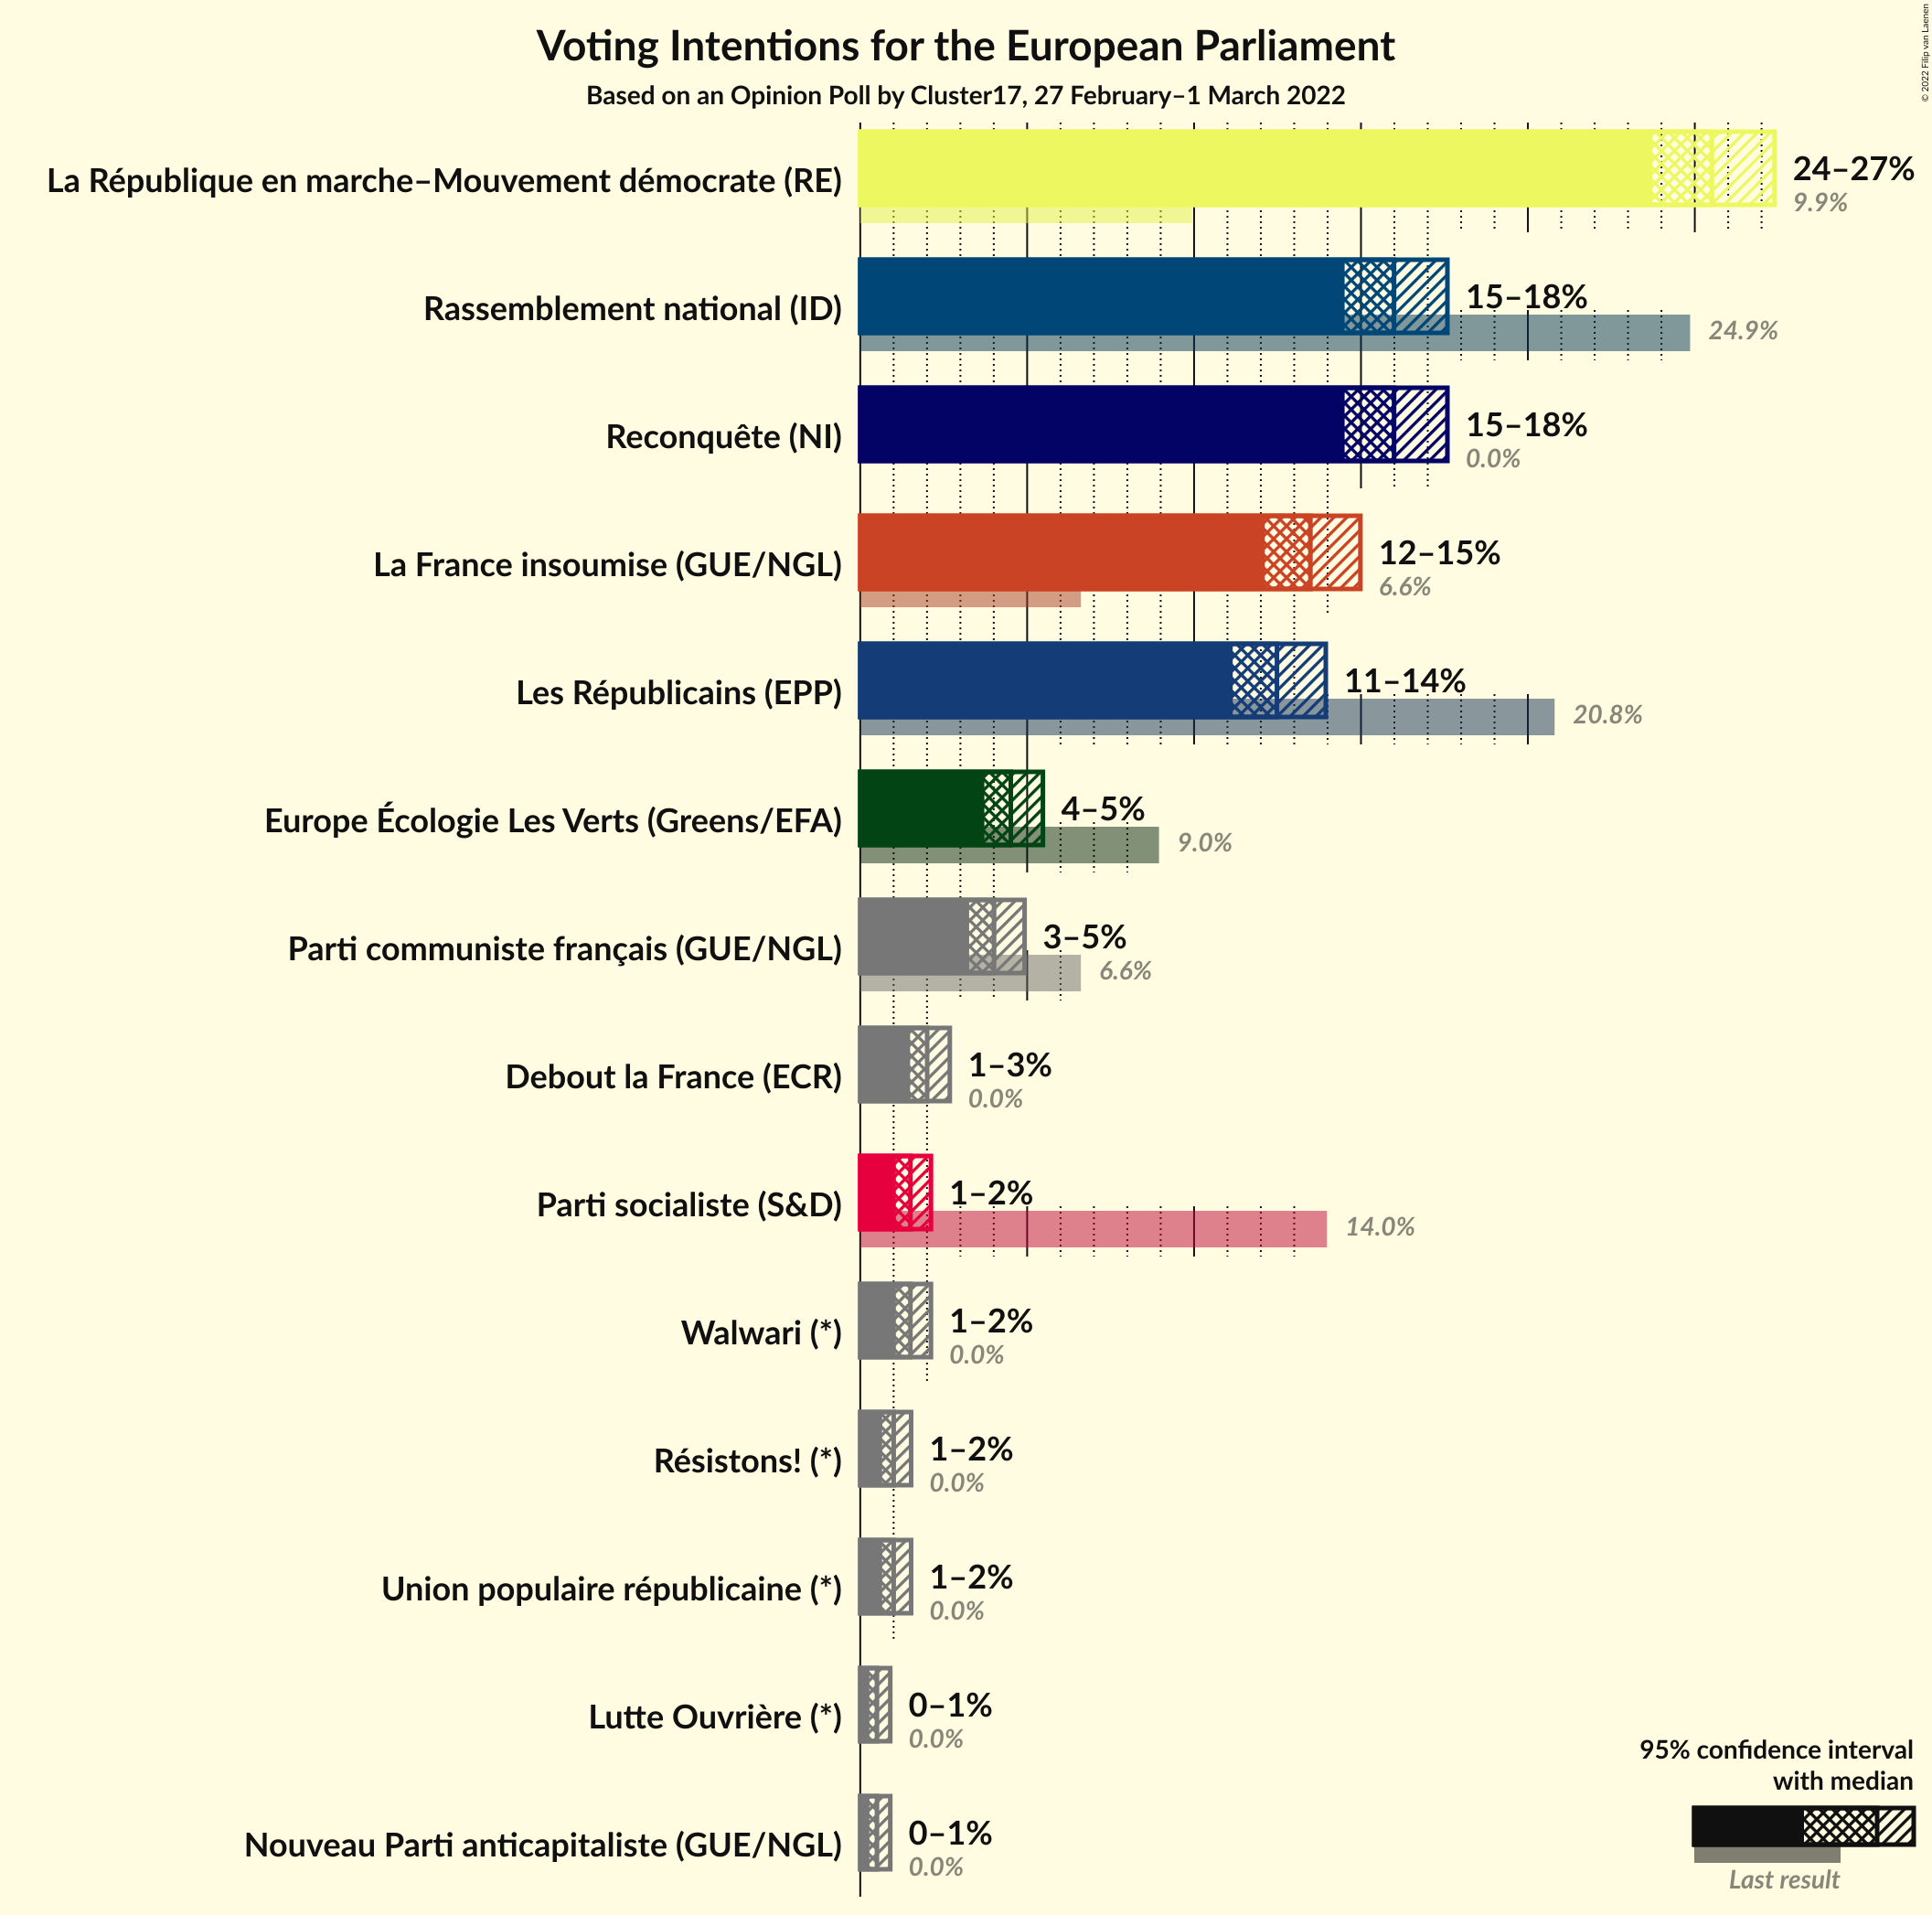 Voting Intentions for the European Parliament
Based on an Opinion Poll by Cluster17, 27 February–1 March 2022
© 2022 Filip van Laenen
La République en marche–Mouvement démocrate (RE)
24–27%
9.9%
Rassemblement national (ID)
15–18%
24.9%
Reconquête (NI)
15–18%
0.0%
La France insoumise (GUE/NGL)
12–15%
6.6%
Les Républicains (EPP)
11–14%
20.8%
Europe Écologie Les Verts (Greens/EFA)
4–5%
9.0%
Parti communiste français (GUE/NGL)
3–5%
6.6%
Debout la France (ECR)
1–3%
0.0%
Parti socialiste (S&D)
1–2%
14.0%
Walwari (*)
1–2%
0.0%
Résistons! (*)
1–2%
0.0%
Union populaire républicaine (*)
1–2%
0.0%
Lutte Ouvrière (*)
0–1%
0.0%
Nouveau Parti anticapitaliste (GUE/NGL)
0–1%
0.0%
95% confidence interval
with median
Last result